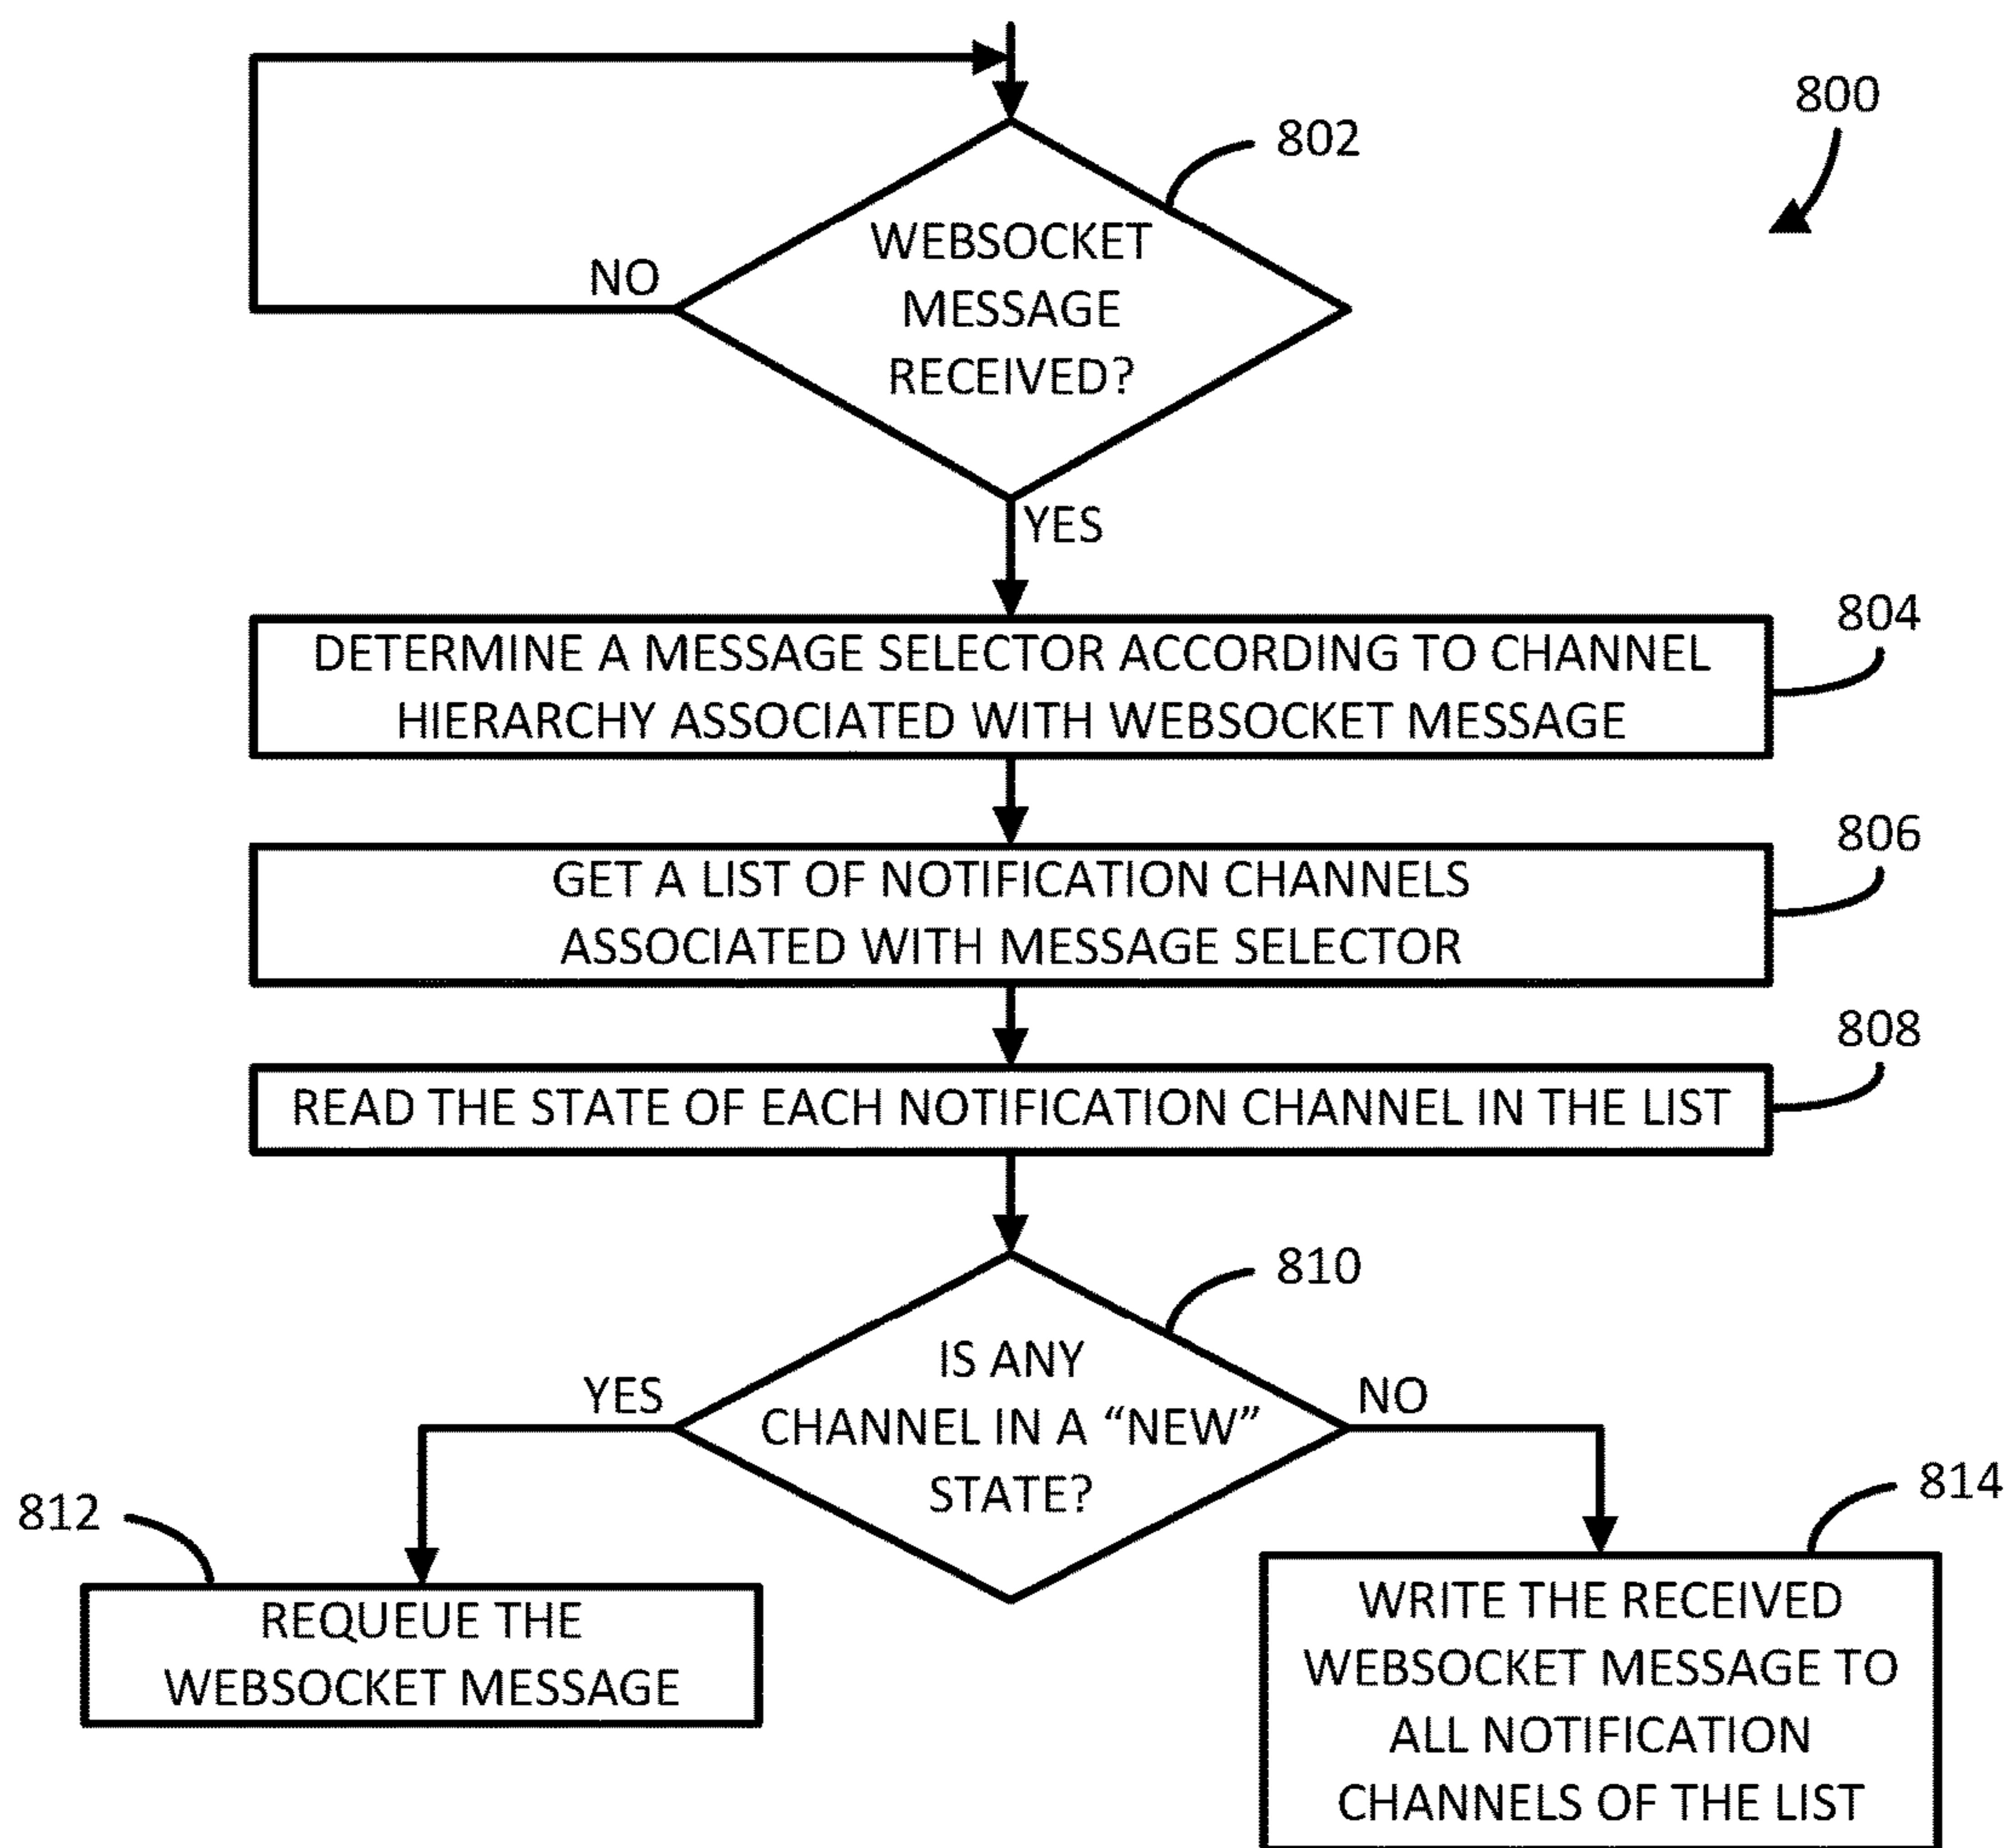 800
802
WEBSOCKET
MESSAGE
RECEIVED?
NO
YES
804
DETERMINE A MESSAGE SELECTOR ACCORDING TO CHANNEL
HIERARCHY ASSOCIATED WITH WEBSOCKET MESSAGE
806
GET A LIST OF NOTIFICATION CHANNELS
ASSOCIATED WITH MESSAGE SELECTOR
808
READ THE STATE OF EACH NOTIFICATION CHANNEL IN THE LIST
810
IS ANY
CHANNEL IN A “NEW”
STATE?
YES
NO
812
REQUEUE THE
WEBSOCKET MESSAGE
814
WRITE THE RECEIVED
WEBSOCKET MESSAGE TO
ALL NOTIFICATION
CHANNELS OF THE LIST